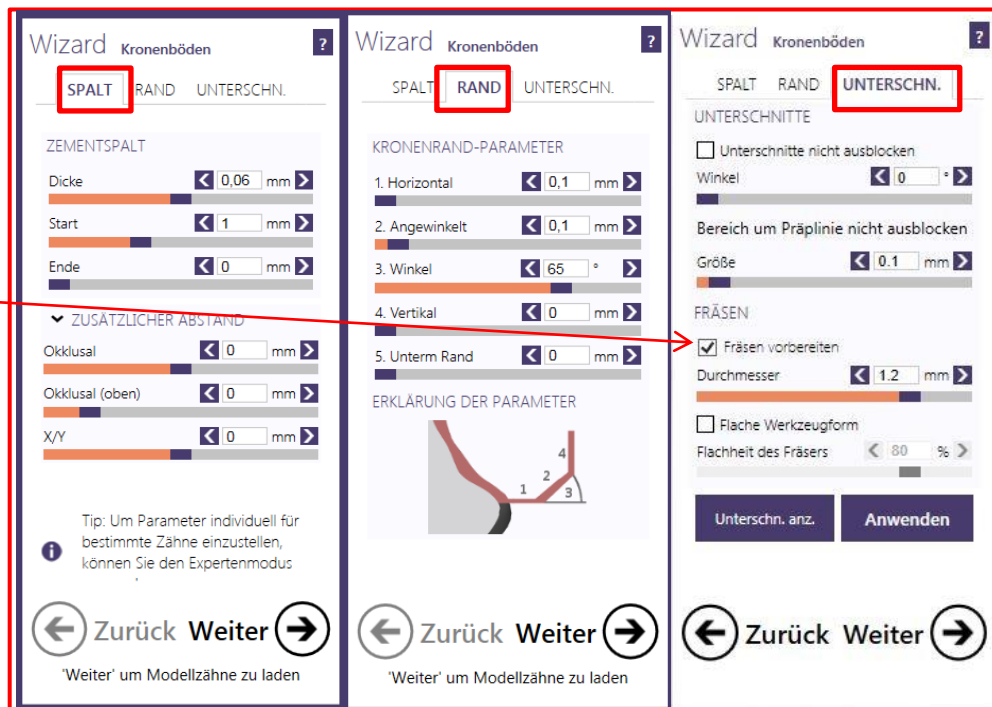 Wizard Kronenböden ?
SPALT RAND UNTERSCHN.
ZEMENTSPALT
Dicke 0,06 mm
Start 1 mm
Ende 0 mm
ZUSÄTZLICHER ABSTAND
Okklusal 0 mm
Okklusal (oben) 0 mm
X/Y 0 mm
Tip: Um Parameter individuell für
bestimmte Zähne einzustellen,
können Sie den Expertenmodus
Zurück Weiter
'Weiter' um Modellzähne zu laden
Wizard Kronenböden ?
SPALT RAND UNTERSCHN.
KRONENRAND-PARAMETER
1. Horizontal 0,1 mm
2. Angewinkelt 0,1 mm
3. Winkel 65 °
4. Vertikal 0 mm
5. Unterm Rand 0 mm
ERKLÄRUNG DER PARAMETER
4
2
1 3
Zurück Weiter
'Weiter' um Modellzähne zu laden
Wizard Kronenböden ?
SPALT RAND UNTERSCHN.
UNTERSCHNITTE
Unterschnitte nicht ausblocken
Winkel 0 °
Bereich um Präplinie nicht ausblocken
Größe 0.1 mm
FRÄSEN
Fräsen vorbereiten
Durchmesser 1.2 mm
Flache Werkzeugform
Flachheit des Fräsers 80 %
Unterschn. anz. Anwenden
Zurück Weiter